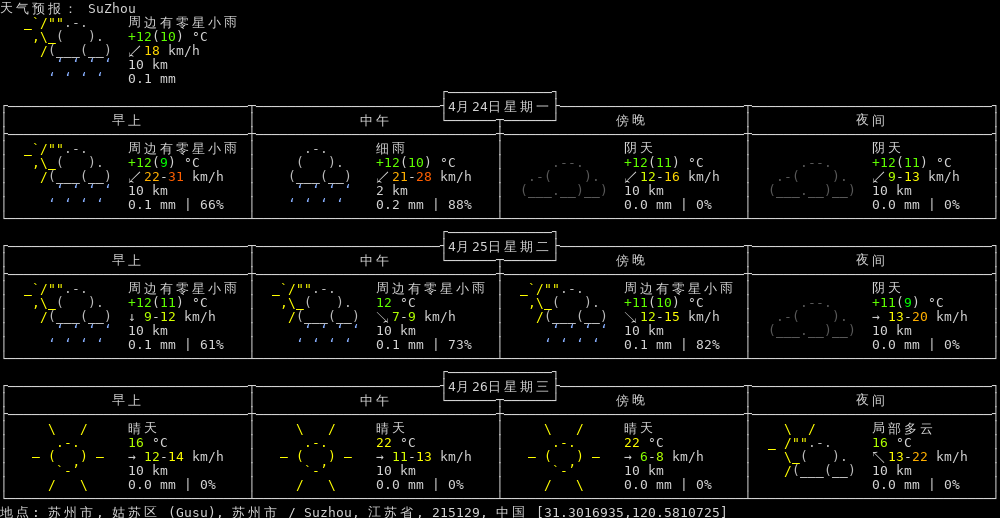 天气预报: SuZhou
周边有零星小雨
+12(10) °C
↙ 18 km/h
10 km
0.1 mm
4月24日星期一
早上 中午 傍晚 夜间
周边有零星小雨 细雨 阴天 阴天
+12(9) °C +12(10) °C +12(11) °C +12(11) °C
↙ 22-31 km/h ↙ 21-28 km/h ↙ 12-16 km/h ↙ 9-13 km/h
10 km 2 km 10 km 10 km
0.1 mm | 66% 0.2 mm | 88% 0.0 mm | 0% 0.0 mm | 0%
4月25日星期二
早上 中午 傍晚 夜间
周边有零星小雨 周边有零星小雨 周边有零星小雨 阴天
+12(11) °C 12 °C +11(10) °C +11(9) °C
↓ 9-12 km/h ↘ 7-9 km/h ↘ 12-15 km/h → 13-20 km/h
10 km 10 km 10 km 10 km
0.1 mm | 61% 0.1 mm | 73% 0.1 mm | 82% 0.0 mm | 0%
4月26日星期三
早上 中午 傍晚 夜间
晴天 晴天 晴天 局部多云
16 °C 22 °C 22 °C 16 °C
→ 12-14 km/h → 11-13 km/h → 6-8 km/h ↖ 13-22 km/h
10 km 10 km 10 km 10 km
0.0 mm | 0% 0.0 mm | 0% 0.0 mm | 0% 0.0 mm | 0%
地点: 苏州市, 姑苏区 (Gusu), 苏州市 / Suzhou, 江苏省, 215129, 中国 [31.3016935,120.5810725]